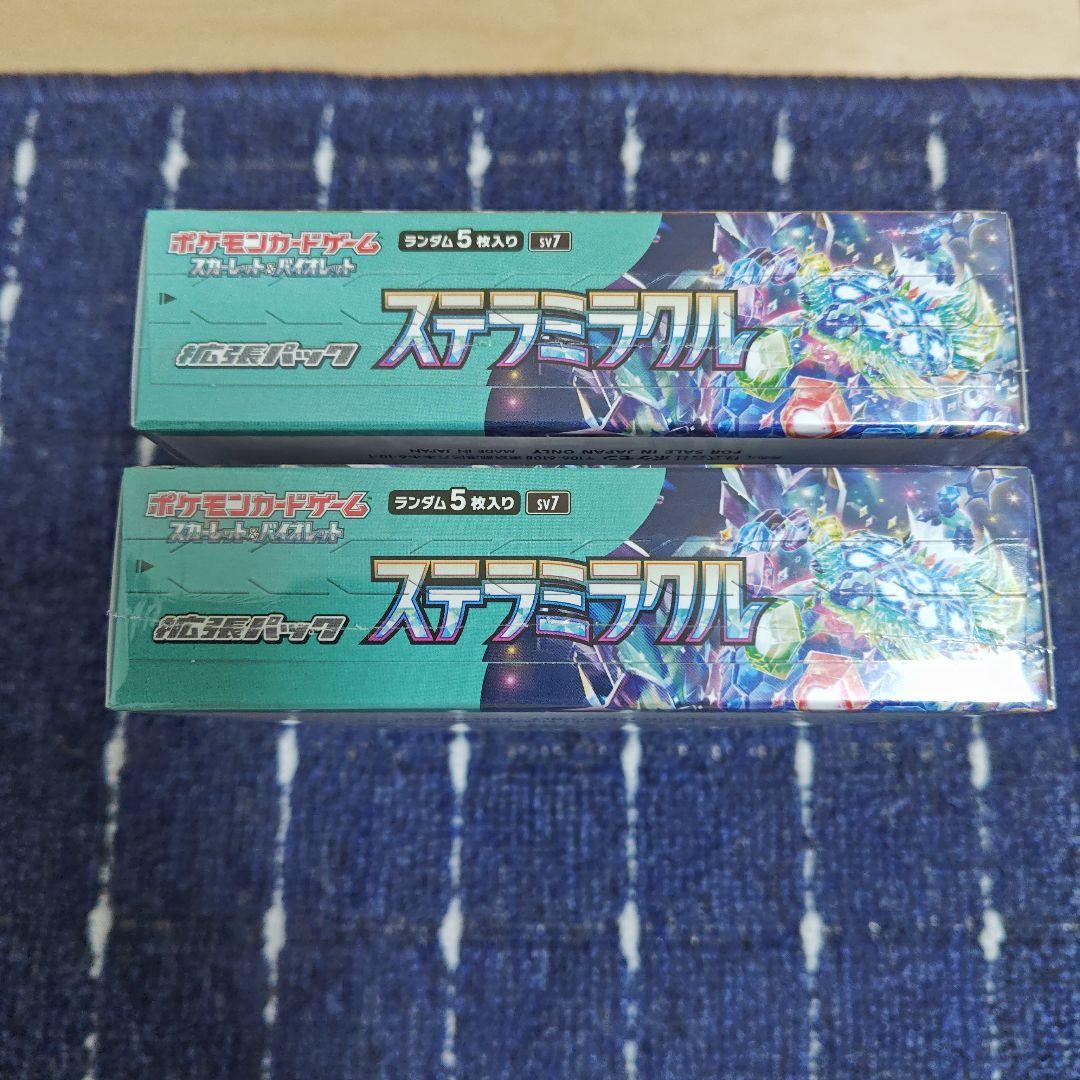 ポケモンカードゲーム
スカーレット&バイオレット
ランダム5枚入り sv7
拡張パック
ステラミラクル
FOR SALE IN JAPAN ONLY MADE IN JAPAN
ポケモンカードゲーム
スカーレット&バイオレット
ランダム5枚入り sv7
拡張パック
ステラミラクル